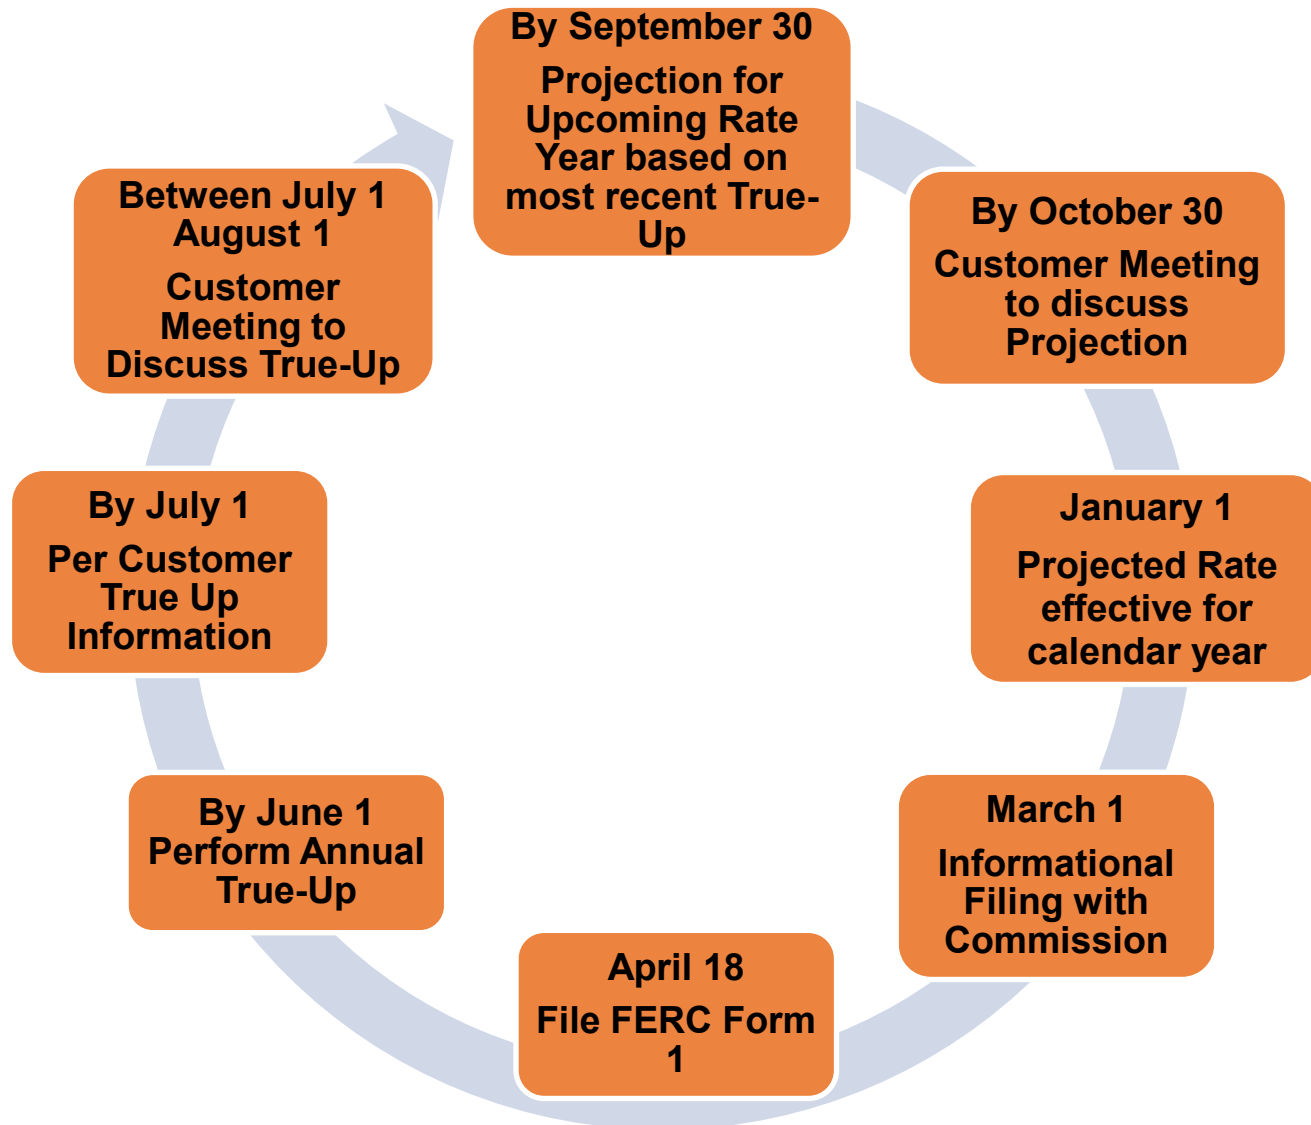 By September 30
Projection for
Upcoming Rate
Year based on
most recent True-
Up
By October 30
Customer Meeting
to discuss
Projection
January 1
Projected Rate
effective for
calendar year
March 1
Informational
Filing with
Commission
April 18
File FERC Form
1
By June 1
Perform Annual
True-Up
By July 1
Per Customer
True Up
Information
Between July 1
August 1
Customer
Meeting to
Discuss True-Up